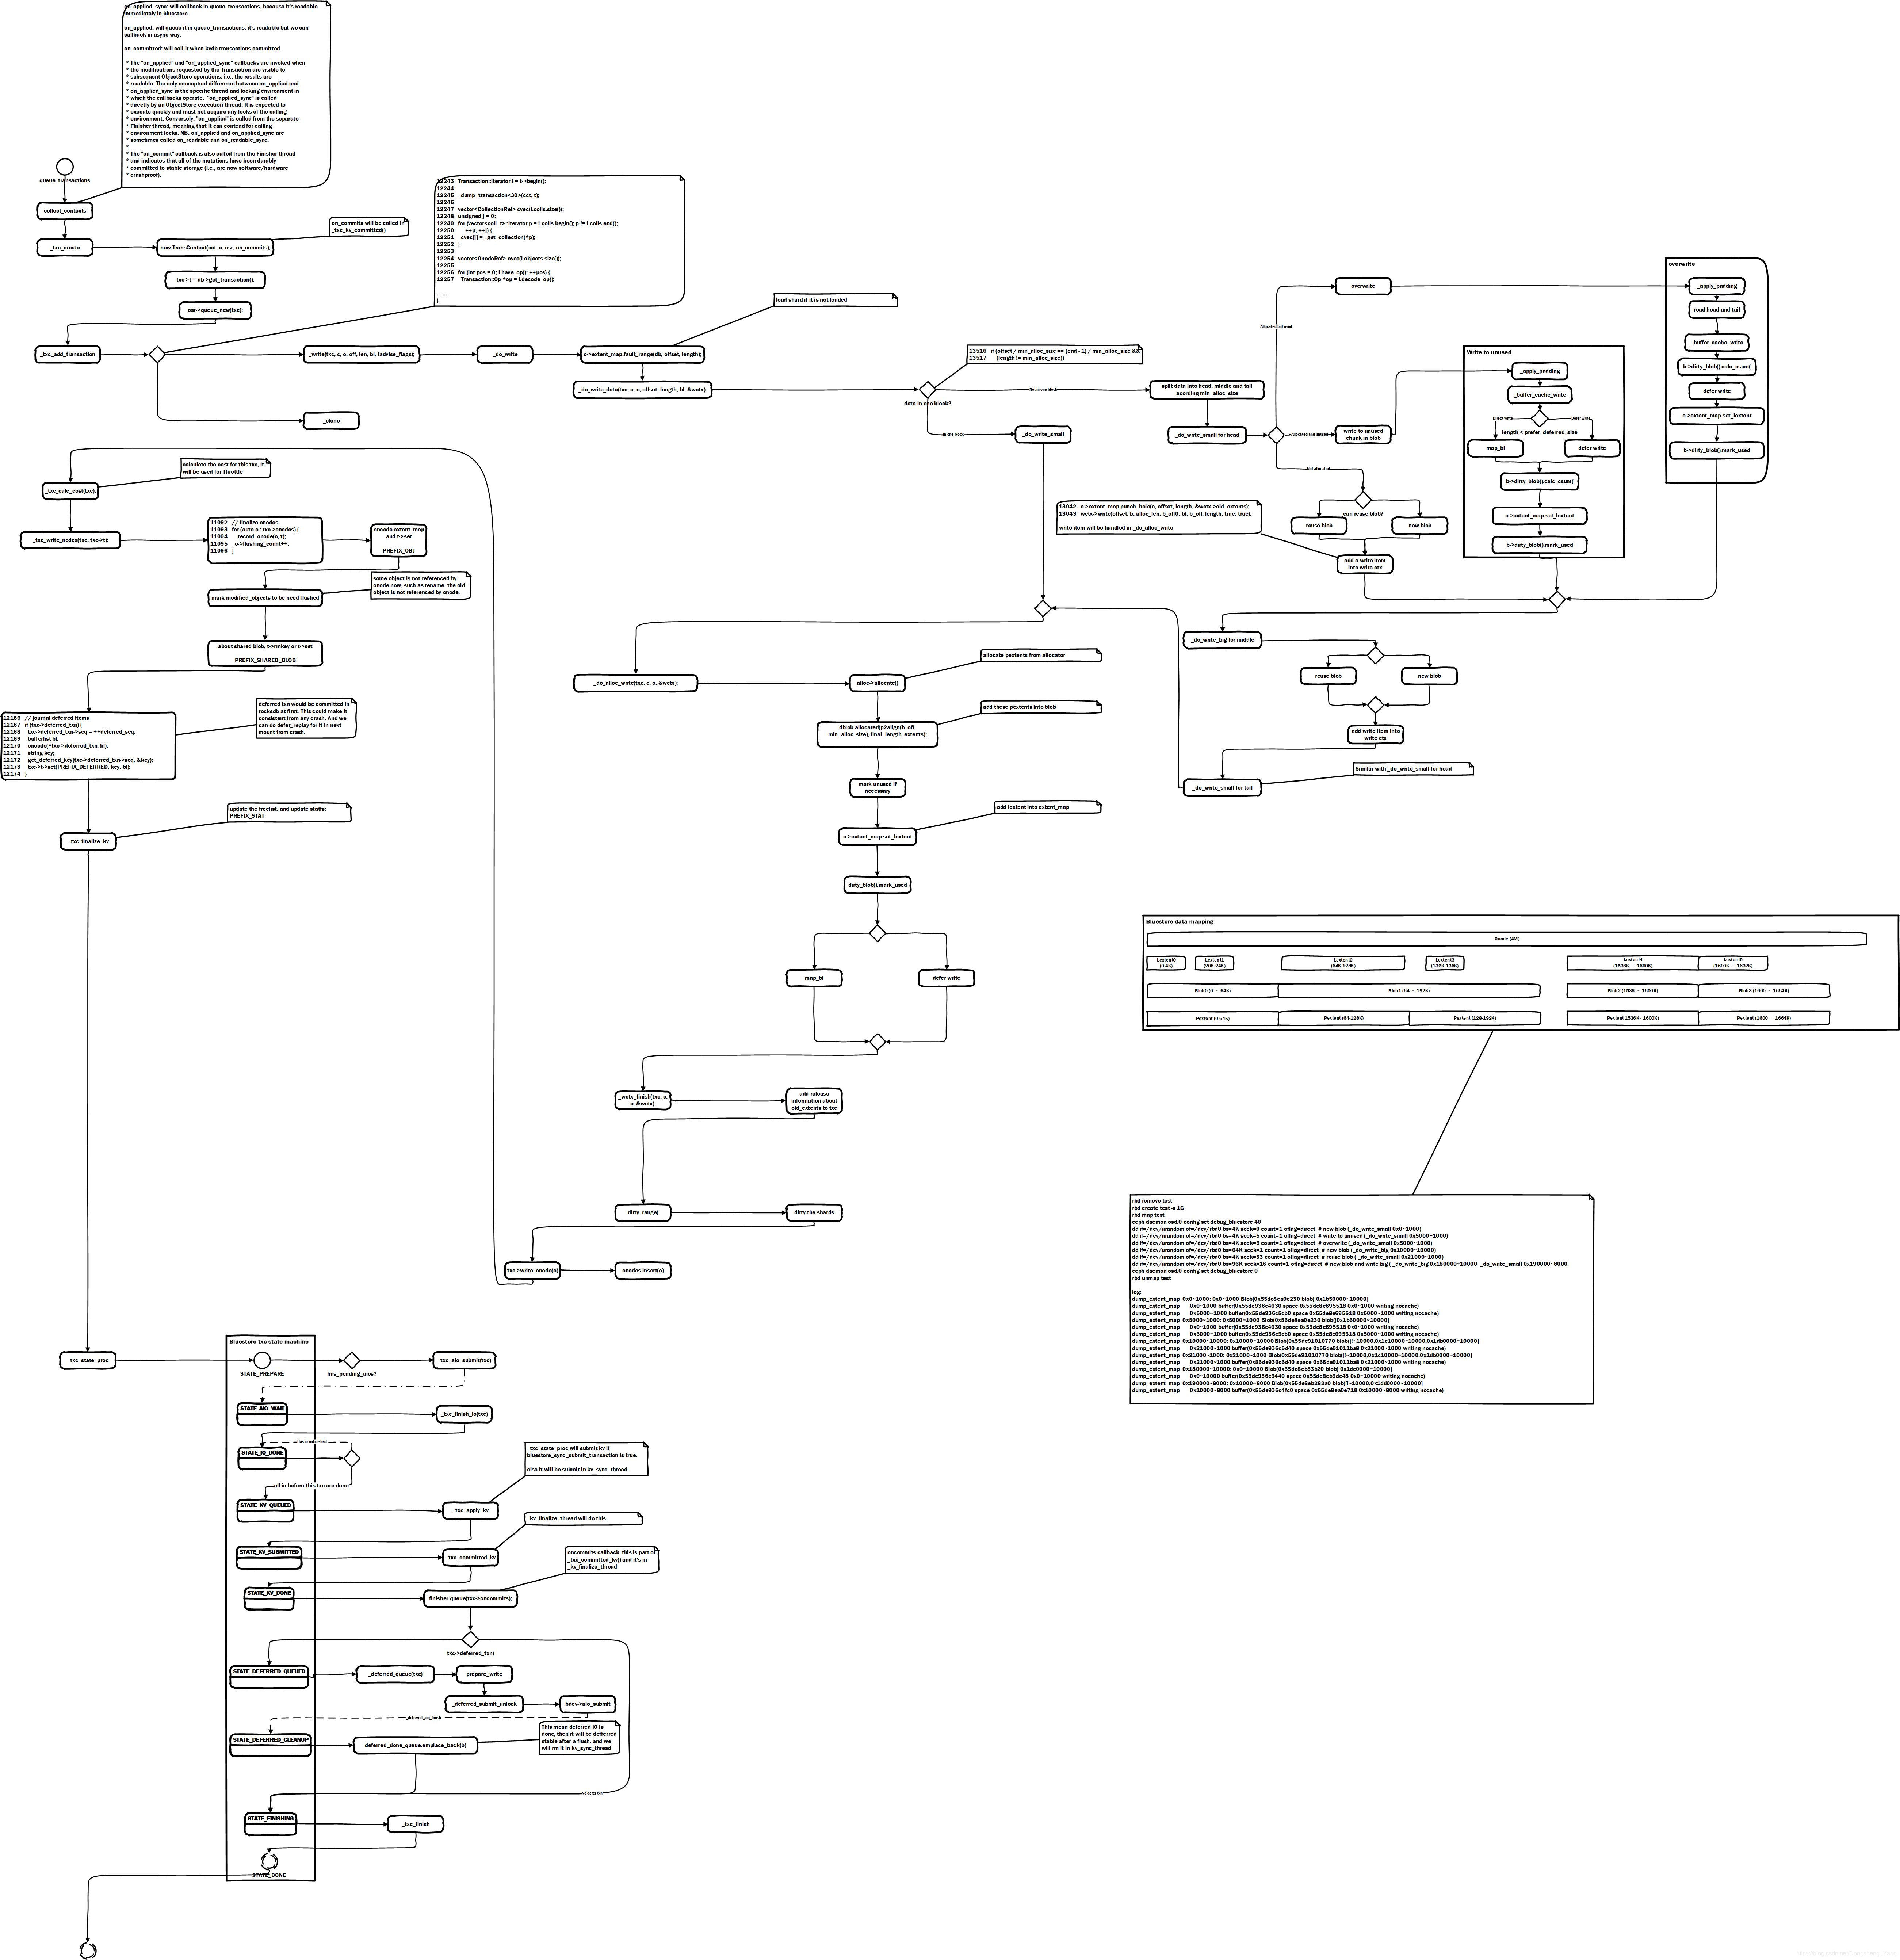 on_applied_sync: will callback in queue_transactions, because it's readable
immediately in bluestore.
on_applied: will queue it in queue_transactions. it's readable but we can
callback in async way.
on_committed: will call it when kvdb transactions committed.
* The "on_applied" and "on_applied_sync" callbacks are invoked when
* the modifications requested by the Transaction are visible to
* subsequent ObjectStore operations, i.e., the results are
* readable. The only conceptual difference between on_applied and
* on_applied_sync is the specific thread and locking environment in
* which the callbacks operate. "on_applied_sync" is called
* directly by an ObjectStore execution thread. It is expected to
* execute quickly and must not acquire any locks of the calling
* environment. Conversely, "on_applied" is called from the separate
* Finisher thread, meaning that it can contend for calling
* environment locks. NB, on_applied and on_applied_sync are
* sometimes called on_readable and on_readable_sync.
*
* The "on_commit" callback is also called from the Finisher thread
* and indicates that all of the mutations have been durably
* committed to stable storage (i.e., are now software/hardware
* crashproof).
queue_transactions
collect_contexts
_txc_create
new TransContext(cct, c, osr, on_commits);
on_commits will be called in
_txc_kv_committed()
txc->t = db->get_transaction();
osr->queue_new(txc);
12243 Transaction::iterator i = t->begin();
12244
12245 _dump_transaction<30>(cct, t);
12246
12247 vector<CollectionRef> cvec(i.colls.size());
12248 unsigned j = 0;
12249 for (vector<coll_t>::iterator p = i.colls.begin(); p != i.colls.end();
12250 ++p, ++j) {
12251 cvec[j] = _get_collection(*p);
12252 }
12253
12254 vector<OnodeRef> ovec(i.objects.size());
12255
12256 for (int pos = 0; i.have_op(); ++pos) {
12257 Transaction::Op *op = i.decode_op();
... ...
}
load shard if it is not loaded
_txc_add_transaction
_write(txc, c, o, off, len, bl, fadvise_flags);
_do_write
o->extent_map.fault_range(db, offset, length);
_do_write_data(txc, c, o, offset, length, bl, &wctx);
_clone
13516 if (offset / min_alloc_size == (end - 1) / min_alloc_size &&
13517 (length != min_alloc_size))
data in one block?
Not in one block
In one block
_do_write_small
split data into head, middle and tail
acording min_alloc_size
_do_write_small for head
Allocated but used
overwrite
Allocated and unused
write to unused
chunk in blob
Not allocated
can reuse blob?
reuse blob
new blob
13042 o->extent_map.punch_hole(c, offset, length, &wctx->old_extents);
13043 wctx->write(offset, b, alloc_len, b_off0, bl, b_off, length, true, true);
write item will be handled in _do_alloc_write
add a write item
into write ctx
Write to unused
_apply_padding
_buffer_cache_write
Direct write
Defer write
length < prefer_deferred_size
map_bl
defer write
b->dirty_blob().calc_csum(
o->extent_map.set_lextent
b->dirty_blob().mark_used
overwrite
_apply_padding
read head and tail
_buffer_cache_write
b->dirty_blob().calc_csum(
defer write
o->extent_map.set_lextent
b->dirty_blob().mark_used
_do_write_big for middle
reuse blob
new blob
add write item into
write ctx
Similar with _do_write_small for head
_do_write_small for tail
_txc_calc_cost(txc);
calculate the cost for this txc, it
will be used for Throttle
_txc_write_nodes(txc, txc->t);
11092 // finalize onodes
11093 for (auto o : txc->onodes) {
11094 _record_onode(o, t);
11095 o->flushing_count++;
11096 }
encode extent_map
and t->set
PREFIX_OBJ
mark modified_objects to be need flushed
some object is not referenced by
onode now, such as rename. the old
object is not referenced by onode.
about shared blob, t->rmkey or t->set
PREFIX_SHARED_BLOB
12166 // journal deferred items
12167 if (txc->deferred_txn) {
12168 txc->deferred_txn->seq = ++deferred_seq;
12169 bufferlist bl;
12170 encode(*txc->deferred_txn, bl);
12171 string key;
12172 get_deferred_key(txc->deferred_txn->seq, &key);
12173 txc->t->set(PREFIX_DEFERRED, key, bl);
12174 }
deferred txn would be committed in
rocksdb at first. This could make it
consistent from any crash. And we
can do defer_replay for it in next
mount from crash.
_txc_finalize_kv
update the freelist, and update statfs:
PREFIX_STAT
_do_alloc_write(txc, c, o, &wctx);
alloc->allocate()
allocate pextents from allocator
dblob.allocated(p2align(b_off,
min_alloc_size), final_length, extents);
add these pextents into blob
mark unused if
necessary
o->extent_map.set_lextent
add lextent into extent_map
dirty_blob().mark_used
map_bl
defer write
_wctx_finish(txc, c,
o, &wctx);
add release
information about
old_extents to txc
dirty_range(
dirty the shards
txc->write_onode(o)
onodes.insert(o)
Bluestore data mapping
Onode (4M)
Lextent0
(0-4K)
Lextent1
(20K-24K)
Lextent2
(64K-128K)
Lextent3
(132K-136K)
Lextent4
(1536K - 1600K)
Lextent5
(1600K - 1632K)
Blob0 (0 - 64K)
Blob1 (64 - 192K)
Blob2 (1536 - 1600K)
Blob3 (1600 - 1664K)
Pextent (0-64K)
Pextent (64-128K)
Pextent (128-192K)
Pextent 1536K - 1600K)
Pextent (1600 - 1664K)
rbd remove test
rbd create test -s 1G
rbd map test
ceph daemon osd.0 config set debug_bluestore 40
dd if=/dev/urandom of=/dev/rbd0 bs=4K seek=0 count=1 oflag=direct # new blob (_do_write_small 0x0~1000)
dd if=/dev/urandom of=/dev/rbd0 bs=4K seek=5 count=1 oflag=direct # write to unused (_do_write_small 0x5000~1000)
dd if=/dev/urandom of=/dev/rbd0 bs=4K seek=5 count=1 oflag=direct # overwrite (_do_write_small 0x5000~1000)
dd if=/dev/urandom of=/dev/rbd0 bs=64K seek=1 count=1 oflag=direct # new blob (_do_write_big 0x10000~10000)
dd if=/dev/urandom of=/dev/rbd0 bs=4K seek=33 count=1 oflag=direct # reuse blob ( _do_write_small 0x21000~1000)
dd if=/dev/urandom of=/dev/rbd0 bs=96K seek=16 count=1 oflag=direct # new blob and write big ( _do_write_big 0x180000~10000 _do_write_small 0x190000~8000
ceph daemon osd.0 config set debug_bluestore 0
rbd unmap test
log:
dump_extent_map 0x0~1000: 0x0~1000 Blob(0x55de8ea0e230 blob([0x1b50000~10000]
dump_extent_map 0x0~1000 buffer(0x55de936c4630 space 0x55de8e695518 0x0~1000 writing nocache)
dump_extent_map 0x5000~1000 buffer(0x55de936c5cb0 space 0x55de8e695518 0x5000~1000 writing nocache)
dump_extent_map 0x5000~1000: 0x5000~1000 Blob(0x55de8ea0e230 blob([0x1b50000~10000]
dump_extent_map 0x0~1000 buffer(0x55de936c4630 space 0x55de8e695518 0x0~1000 writing nocache)
dump_extent_map 0x5000~1000 buffer(0x55de936c5cb0 space 0x55de8e695518 0x5000~1000 writing nocache)
dump_extent_map 0x10000~10000: 0x10000~10000 Blob(0x55de91010770 blob([!~10000,0x1c10000~10000,0x1db0000~10000]
dump_extent_map 0x21000~1000 buffer(0x55de936c5d40 space 0x55de91011ba8 0x21000~1000 writing nocache)
dump_extent_map 0x21000~1000: 0x21000~1000 Blob(0x55de91010770 blob([!~10000,0x1c10000~10000,0x1db0000~10000]
dump_extent_map 0x21000~1000 buffer(0x55de936c5d40 space 0x55de91011ba8 0x21000~1000 writing nocache)
dump_extent_map 0x180000~10000: 0x0~10000 Blob(0x55de8eb33b20 blob([0x1dc0000~10000]
dump_extent_map 0x0~10000 buffer(0x55de936c5440 space 0x55de8eb5de48 0x0~10000 writing nocache)
dump_extent_map 0x190000~8000: 0x10000~8000 Blob(0x55de8eb282a0 blob([!~10000,0x1dd0000~10000]
dump_extent_map 0x10000~8000 buffer(0x55de936c4fc0 space 0x55de8ea0e718 0x10000~8000 writing nocache)
_txc_state_proc
Bluestore txc state machine
STATE_PREPARE
has_pending_aios?
_txc_aio_submit(txc)
STATE_AIO_WAIT
_txc_finish_io(txc)
STATE_IO_DONE
all io before this txc are done
_txc_state_proc will submit kv if
bluestore_sync_submit_transaction is true.
else it will be submit in kv_sync_thread.
STATE_KV_QUEUED
_txc_apply_kv
_kv_finalize_thread will do this
STATE_KV_SUBMITTED
_txc_committed_kv
oncommits callback. this is part of
_txc_committed_kv() and it's in
_kv_finalize_thread
STATE_KV_DONE
finisher.queue(txc->oncommits);
txc->deferred_txn)
STATE_DEFERRED_QUEUED
_deferred_queue(txc)
prepare_write
_deferred_submit_unlock
bdev->aio_submit
_deferred_aio_finish
This mean deferred IO is
done, then it will be defferred
stable after a flush. and we
will rm it in kv_sync_thread
STATE_DEFERRED_CLEANUP
deferred_done_queue.emplace_back(b)
No defer txn
STATE_FINISHING
_txc_finish
STATE_DONE